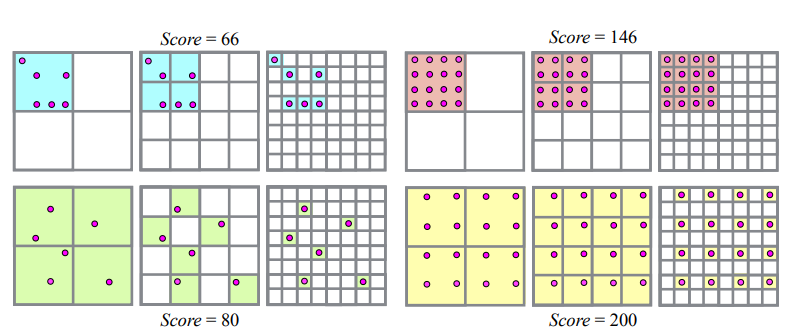 Score = 66
Score = 146
Score = 80
Score = 200